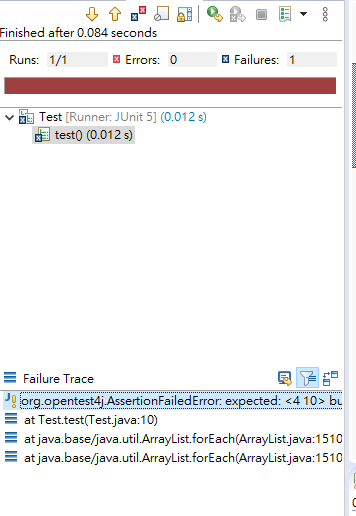 Finished after 0.084 seconds
Runs: 1/1 Errors: 0 Failures: 1
Test [Runner: JUnit 5] (0.012 s)
test() (0.012 s)
Failure Trace
org.opentest4j.AssertionFailedError: expected: <4 10> bu
at Test.test(Test.java:10)
at java.base/java.util.ArrayList.forEach(ArrayList.java:1510
at java.base/java.util.ArrayList.forEach(ArrayList.java:1510